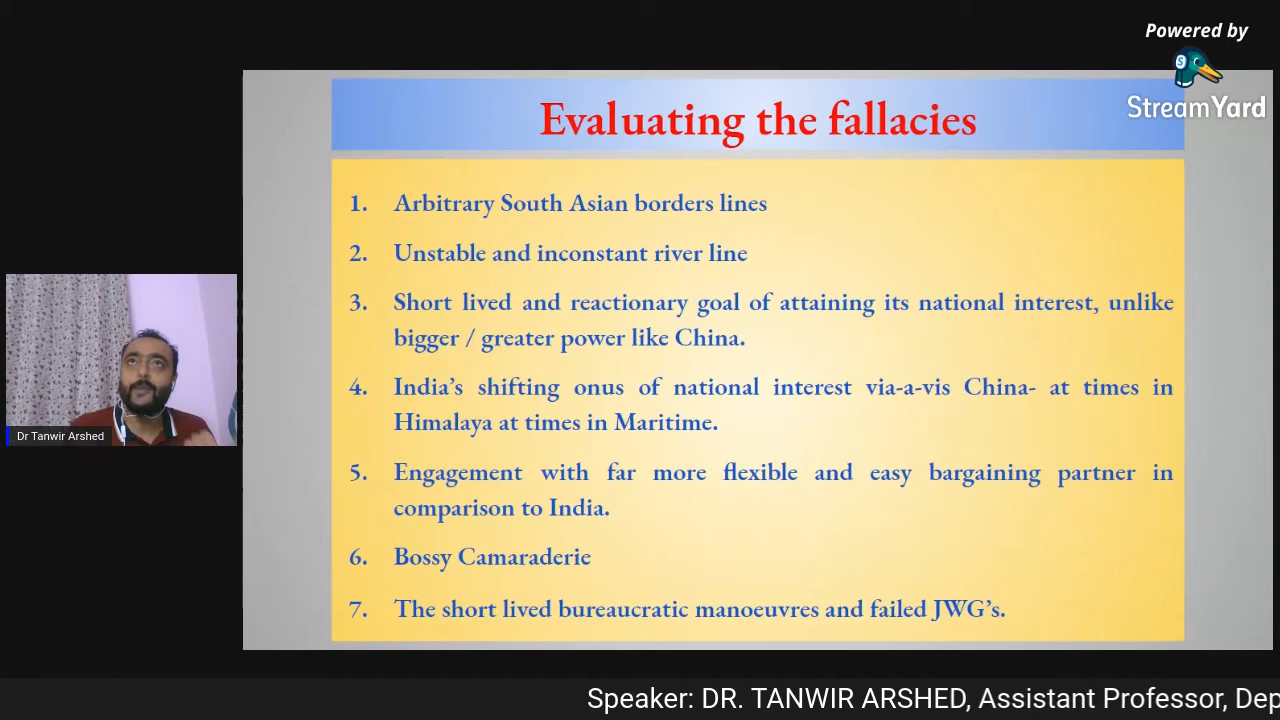 Powered by
StreamYard
Evaluating the fallacies
1. Arbitrary South Asian borders lines
2. Unstable and inconstant river line
3. Short lived and reactionary goal of attaining its national interest, unlike
bigger / greater power like China.
4. India's shifting onus of national interest via-a-vis China- at times in
Himalaya at times in Maritime.
5. Engagement with far more flexible and easy bargaining partner in
comparison to India.
6. Bossy Camaraderie
7. The short lived bureaucratic manoeuvres and failed JWG's.
Dr Tanwir Arshed
Speaker: DR. TANWIR ARSHED, Assistant Professor, Dep